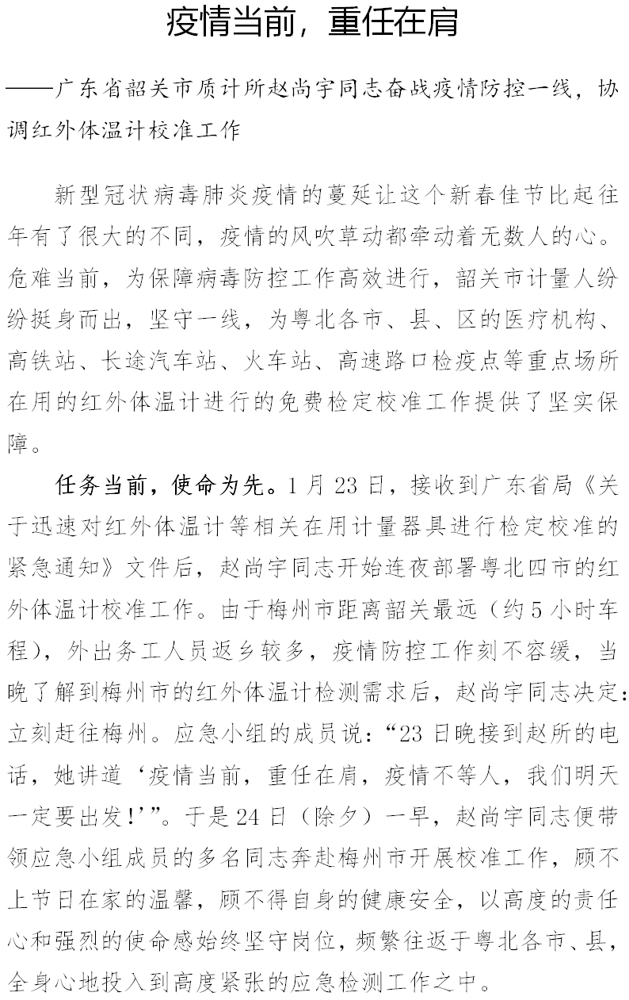 疫情当前，重任在肩
——广东省韶关市质计所赵尚宇同志奋战疫情防控一线，协
调红外体温计校准工作
新型冠状病毒肺炎疫情的蔓延让这个新春佳节比起往
年有了很大的不同，疫情的风吹草动都牵动着无数人的心。
危难当前，为保障病毒防控工作高效进行，韶关市计量人纷
纷挺身而出，坚守一线，为粤北各市、县、区的医疗机构、
高铁站、长途汽车站、火车站、高速路口检疫点等重点场所
在用的红外体温计进行的免费检定校准工作提供了坚实保
障。
任务当前，使命为先。1 月 23 日，接收到广东省局《关
于迅速对红外体温计等相关在用计量器具进行检定校准的
紧急通知》文件后，赵尚宇同志开始连夜部署粤北四市的红
外体温计校准工作。由于梅州市距离韶关最远（约 5 小时车
程），外出务工人员返乡较多，疫情防控工作刻不容缓，当
晚了解到梅州市的红外体温计检测需求后，赵尚宇同志决定：
立刻赶往梅州。应急小组的成员说：“23 日晚接到赵所的电
话，她讲道‘疫情当前，重任在肩，疫情不等人，我们明天
一定要出发！’”。于是 24 日（除夕）一早，赵尚宇同志便带
领应急小组成员的多名同志奔赴梅州市开展校准工作，顾不
上节日在家的温馨，顾不得自身的健康安全，以高度的责任
心和强烈的使命感始终坚守岗位，频繁往返于粤北各市、县，
全身心地投入到高度紧张的应急检测工作之中。